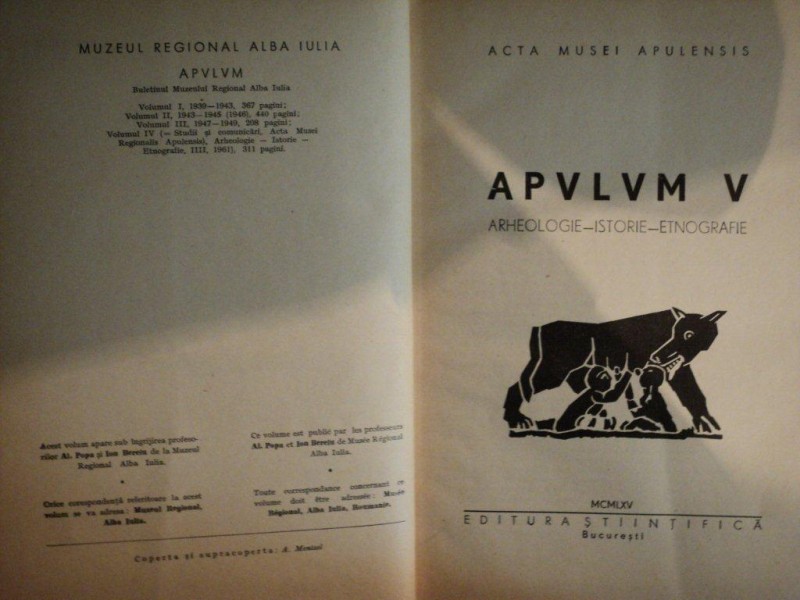 MUZEUL REGIONAL ALBA IULIA
APVLVM
Buletinul Muzeului Regional Alba Iulia
Volumul I, 1939—1943, 367 pagini;
Volumul II, 1943—1945 (1946), 440 pagini;
Volumul III, 1947—1949, 208 pagini;
Volumul IV (— Studii și comunicări, Acta Musei
Regionalis Apulensis), Arheologie — Istorie —
Etnografie, IIII, 1961), 311 pagini.
Acest volum apare sub îngrijirea profeso-
rilor Al. Popa și Ion Berciu de la Muzeul
Regional Alba Iulia.
Orice corespondență referitoare la acest
volum se va adresa: Muzeul Regional,
Alba Iulia.
Ce volume est publié par les professeurs
Al. Popa et Ion Berciu de Musée Régional
Alba Iulia.
Toute correspondance concernant ce
volume doit être adressée: Musée
Régional, Alba Iulia, Roumanie.
Coperta și supracoperta:
ACTA MUSEI APULENSIS
APVLVM V
ARHEOLOGIE—ISTORIE—ETNOGRAFIE
MCMLXV
EDITURA ȘTIINȚIFICĂ
București